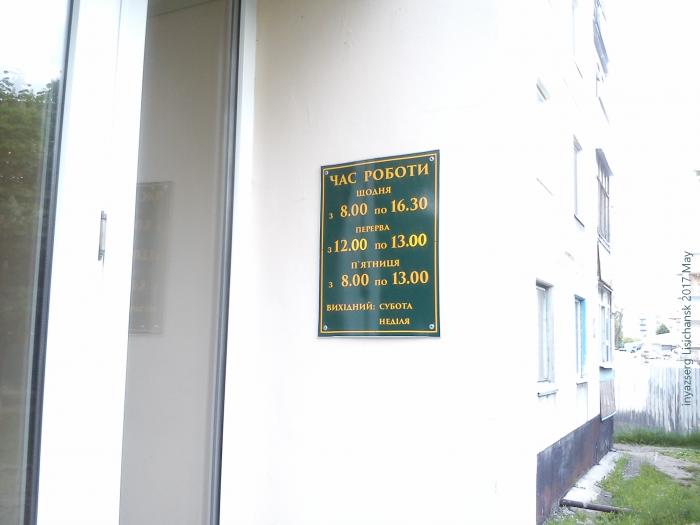 ЧАС РОБОТИ
ЩОДНЯ
З 8.00 ПО 16.30
ПЕРЕРВА
З 12.00 ПО 13.00
П`ЯТНИЦЯ
З 8.00 ПО 13.00
ВИХІДНИЙ: СУБОТА
НЕДІЛЯ
inyazserg Lisichansk 2017.May